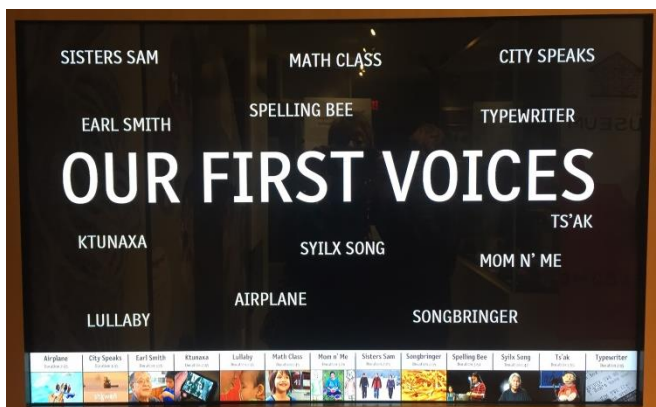 SISTERS SAM
MATH CLASS
CITY SPEAKS
EARL SMITH
SPELLING BEE
TYPEWRITER
OUR FIRST VOICES
TS'AK
KTUNAXA
SYILX SONG
MOM N' ME
LULLABY
AIRPLANE
SONGBRINGER
Airplane City Speaks Earl Smith Ktunaxa Lullaby Math Class Mom n' Me Sisters Sam Songbringer Spelling Bee Syilx Song Ts'ak Typewriter